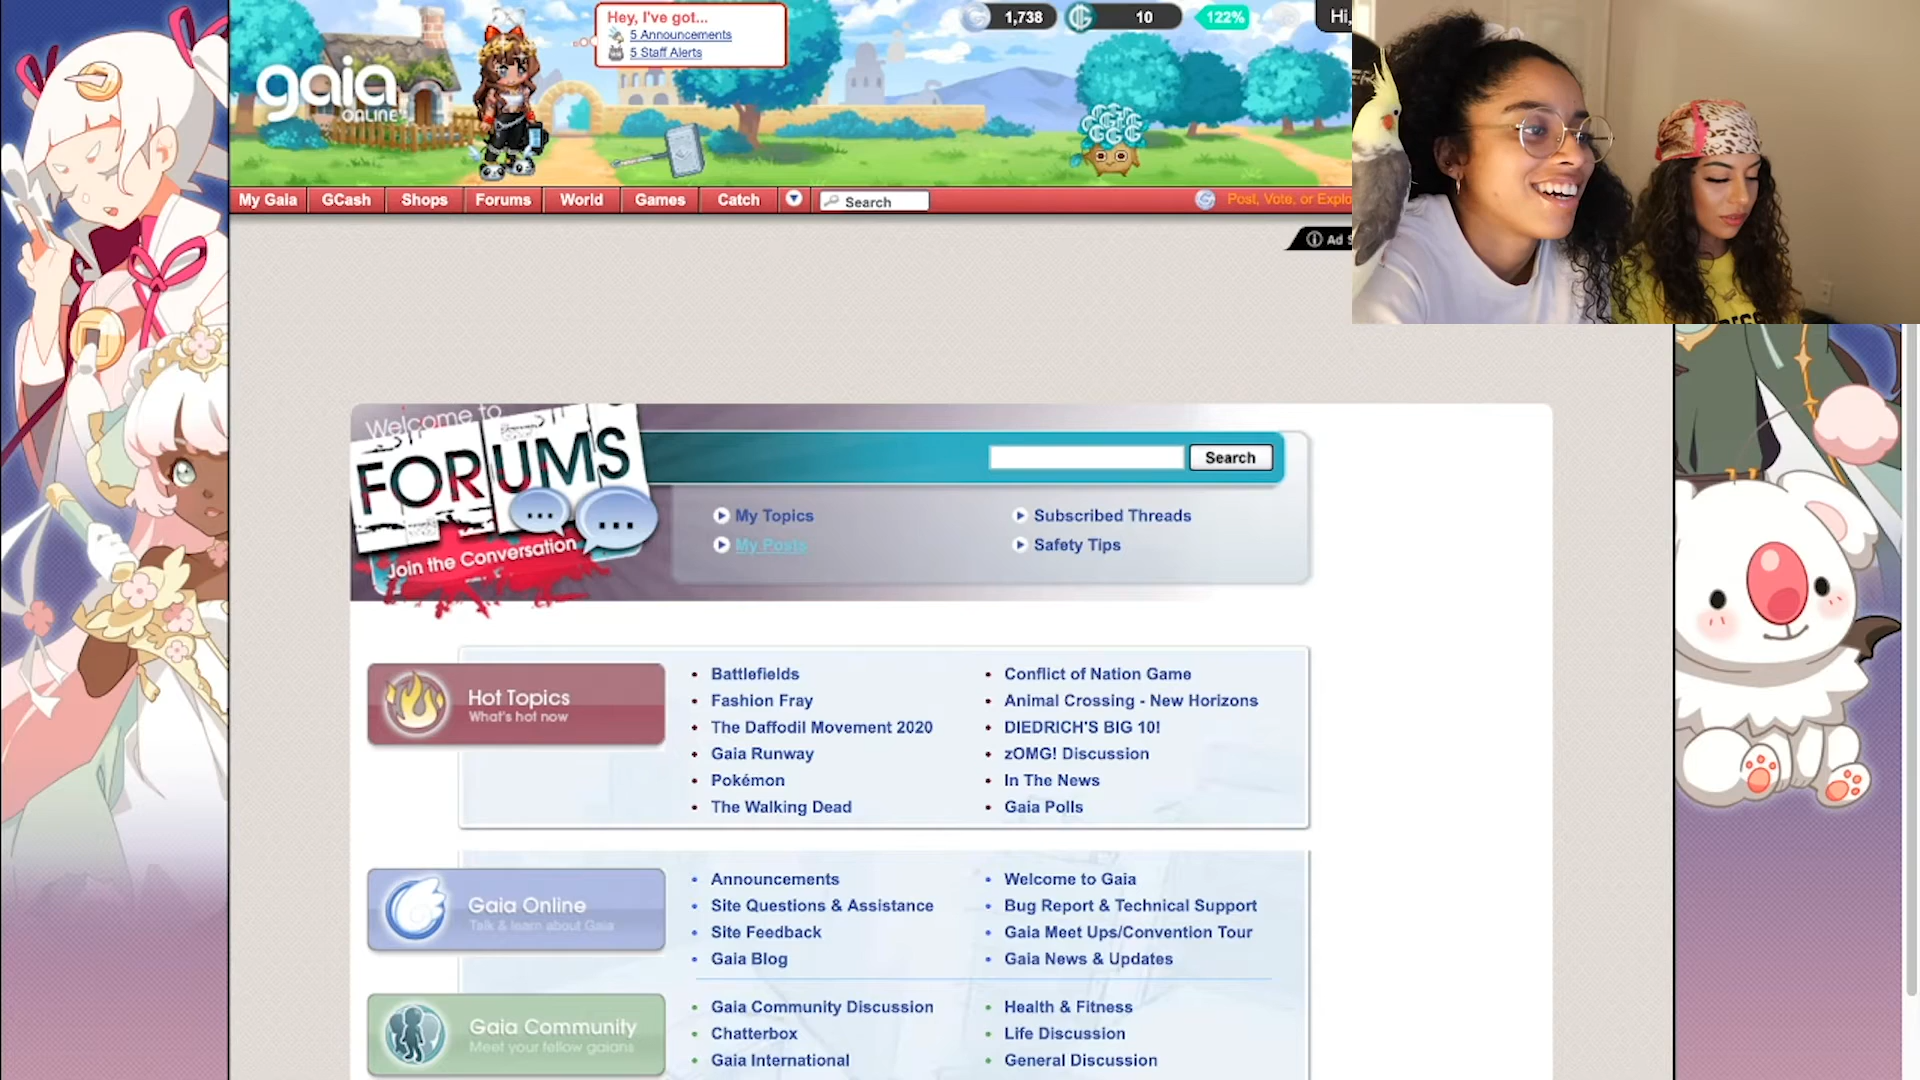 Hey, I've got...
5 Announcements
5 Staff Alerts
1,738
10
122%
Hi,
gaia
ONLINE
My Gaia
GCash
Shops
Forums
World
Games
Catch
Search
Post, Vote, or Explo
Ad S
Welcome to
FORUMS
Join the Conversation
Search
My Topics
Subscribed Threads
My Posts
Safety Tips
Hot Topics
What's hot now
Battlefields
Fashion Fray
The Daffodil Movement 2020
Gaia Runway
Pokémon
The Walking Dead
Conflict of Nation Game
Animal Crossing - New Horizons
DIEDRICH'S BIG 10!
zOMG! Discussion
In The News
Gaia Polls
Gaia Online
Talk & learn about Gaia
Announcements
Site Questions & Assistance
Site Feedback
Gaia Blog
Welcome to Gaia
Bug Report & Technical Support
Gaia Meet Ups/Convention Tour
Gaia News & Updates
Gaia Community
Meet your fellow gaians
Gaia Community Discussion
Chatterbox
Gaia International
Health & Fitness
Life Discussion
General Discussion